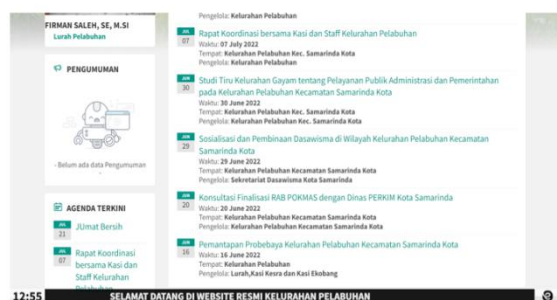 FIRMAN SALEH, SE, M.SI
Lurah Pelabuhan
PENGUMUMAN
- Belum ada data Pengumuman
-
AGENDA TERKINI
JUL
21
JUmat Bersih
JUL
07
Rapat Koordinasi
bersama Kasi dan
Staff Kelurahan
Pelabuhan
Pengelola: Kelurahan Pelabuhan
JUL
07
Rapat Koordinasi bersama Kasi dan Staff Kelurahan Pelabuhan
Waktu: 07 July 2022
Tempat: Kelurahan Pelabuhan Kec. Samarinda Kota
Pengelola: Kelurahan Pelabuhan
JUN
30
Studi Tiru Kelurahan Gayam tentang Pelayanan Publik Administrasi dan Pemerintahan
pada Kelurahan Pelabuhan Kecamatan Samarinda Kota
Waktu: 30 June 2022
Tempat: Kelurahan Pelabuhan Kec. Samarinda Kota
Pengelola: Kelurahan Pelabuhan Kec. Samarinda Kota
JUN
29
Sosialisasi dan Pembinaan Dasawisma di Wilayah Kelurahan Pelabuhan Kecamatan
Samarinda Kota
Waktu: 29 June 2022
Tempat: Kelurahan Pelabuhan Kecamatan Samarinda Kota
Pengelola: Sekretariat Dasawisma Kota Samarinda
JUN
20
Konsultasi Finalisasi RAB POKMAS dengan Dinas PERKIM Kota Samarinda
Waktu: 20 June 2022
Tempat: Kelurahan Pelabuhan Kecamatan Samarinda Kota
Pengelola: Kelurahan Pelabuhan Kecamatan Samarinda Kota
JUN
16
Pemantapan Probebaya Kelurahan Pelabuhan Kecamatan Samarinda Kota
Waktu: 16 June 2022
Tempat: Kelurahan Pelabuhan
Pengelola: Lurah,Kasi Kesra dan Kasi Ekobang
12:55
SELAMAT DATANG DI WEBSITE RESMI KELURAHAN PELABUHAN